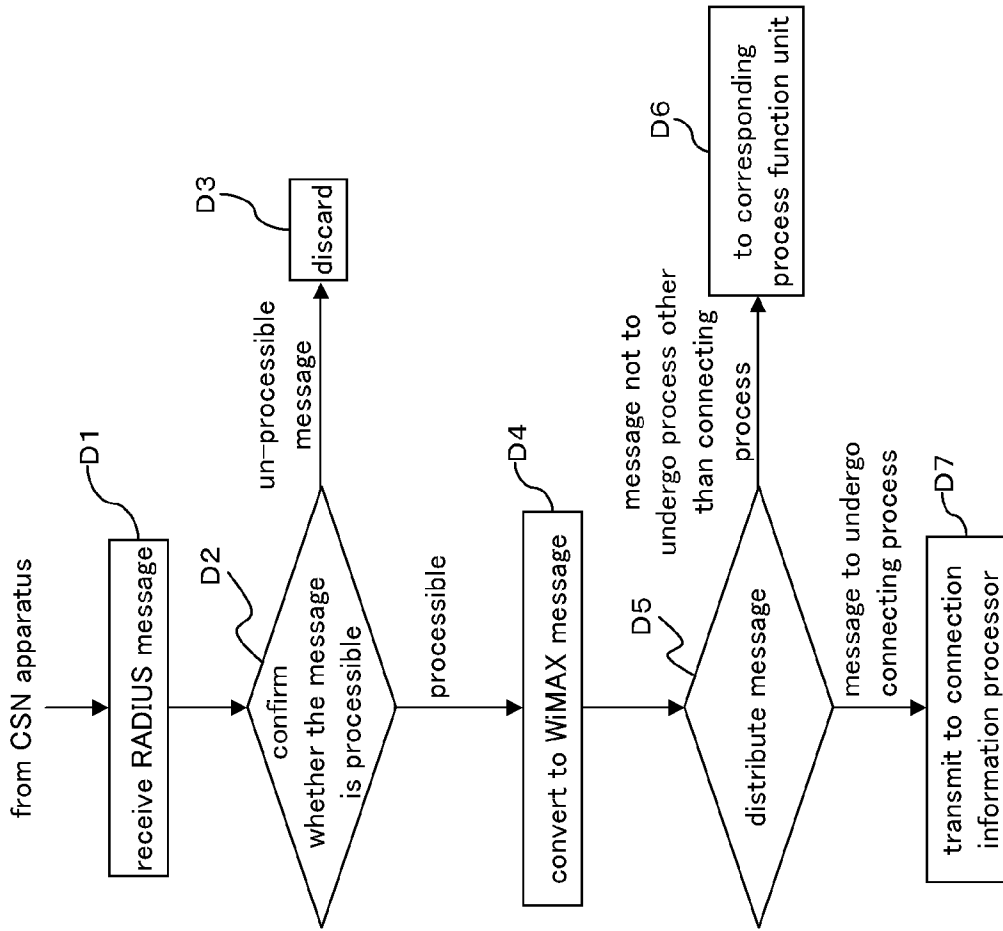 from CSN apparatus
D1
receive RADIUS message
D2
confirm
whether the message
is processible
un-processible
message
D3
discard
processible
D4
convert to WiMAX message
D5
distribute message
message not to
undergo process other
than connecting
process
D6
to corresponding
process function unit
message to undergo
connecting process
D7
transmit to connection
information processor